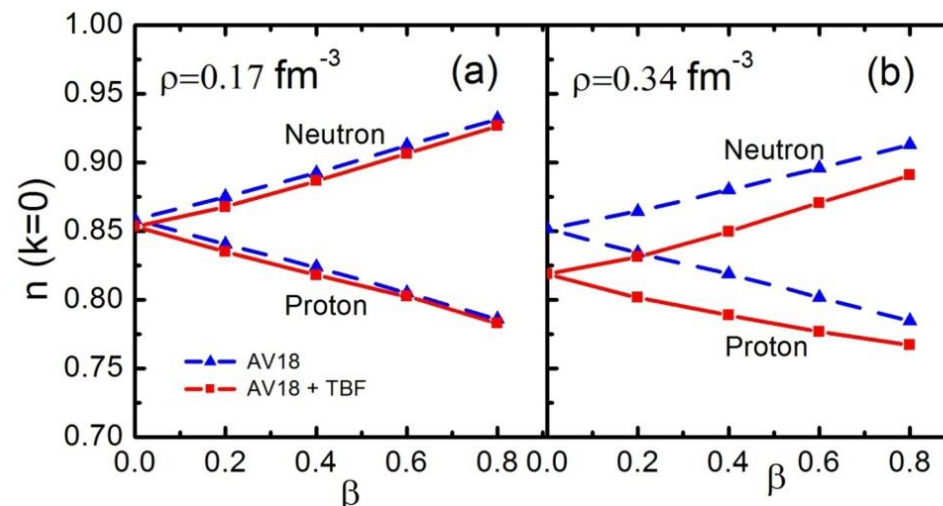 1.00
0.95
0.90
0.85
0.80
0.75
0.70
n (k=0)
ρ=0.17 fm⁻³
(a)
Neutron
Proton
AV18
AV18 + TBF
0.0 0.2 0.4 0.6 0.8
β
ρ=0.34 fm⁻³
(b)
Neutron
Proton
0.0 0.2 0.4 0.6 0.8
β